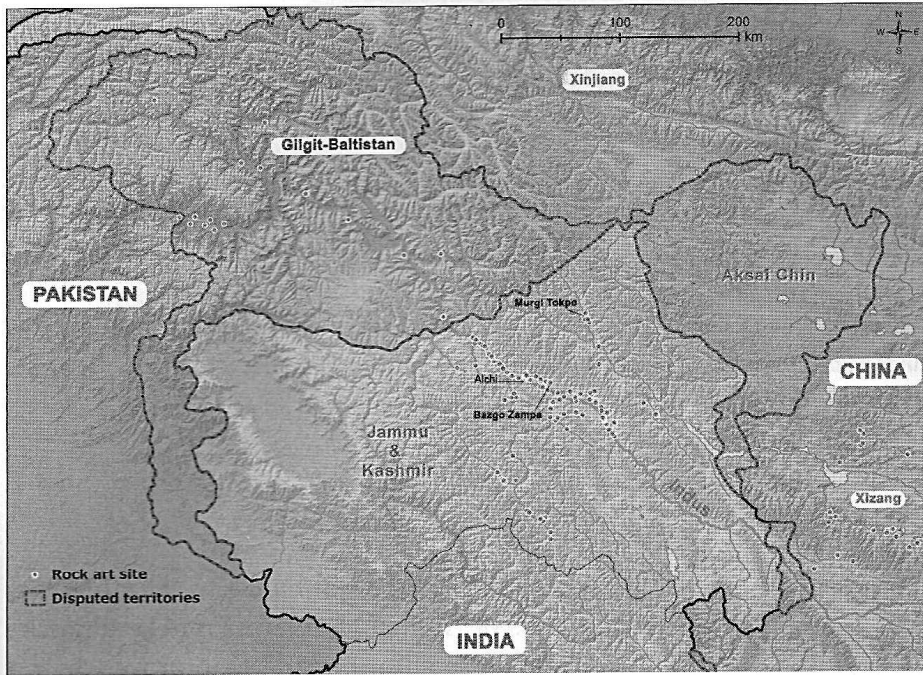 0 100 200
km
N
W E
S
Xinjiang
Gilgit-Baltistan
Aksai Chin
PAKISTAN
Murgi Tokpo
CHINA
Alchi
Bazgo Zampa
Jammu
&
Kashmir
Indus
Xizang
Rock art site
Disputed territories
INDIA